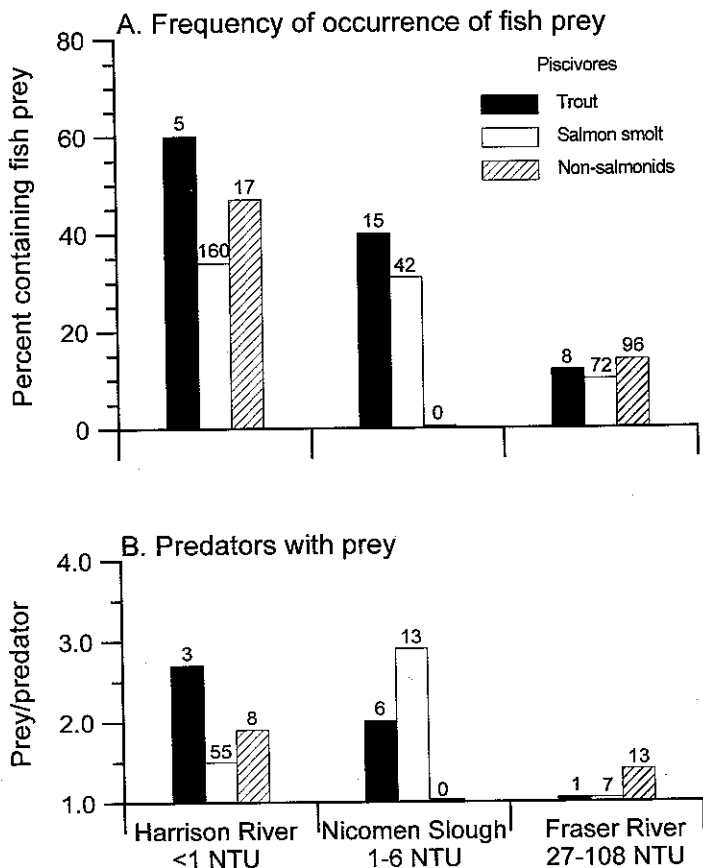 A. Frequency of occurrence of fish prey
80
60
40
20
0
Percent containing fish prey
Piscivores
Trout
Salmon smolt
Non-salmonids
5
160
17
15
42
0
8
72
96
B. Predators with prey
4.0
3.0
2.0
1.0
Prey/predator
3
55
8
6
13
0
1
7
13
Harrison River
<1 NTU
Nicomen Slough
1-6 NTU
Fraser River
27-108 NTU